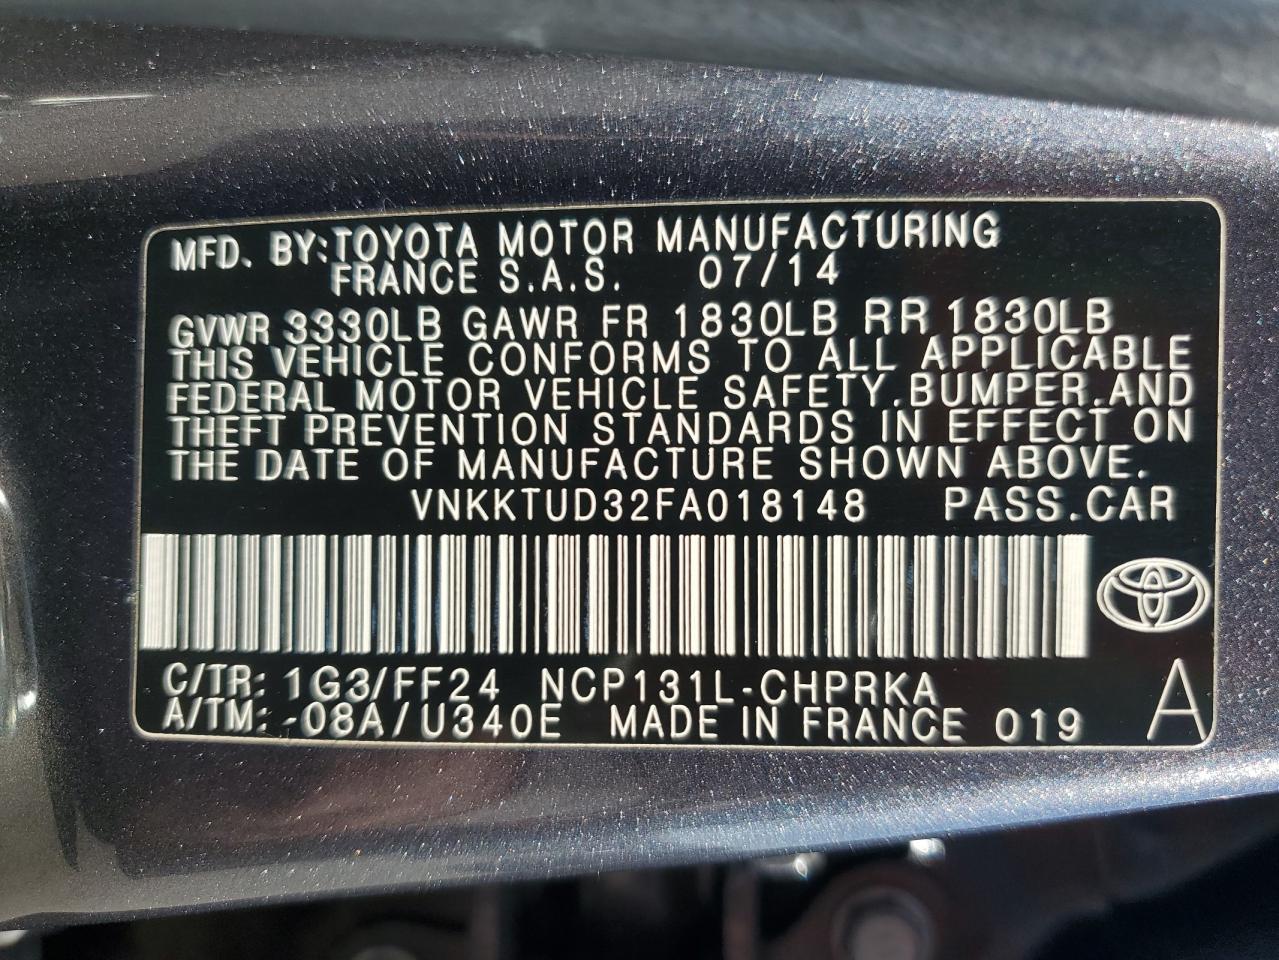 MFD. BY:TOYOTA MOTOR MANUFACTURING
FRANCE S.A.S. 07/14
GVWR 3330LB GAWR FR 1830LB RR 1830LB
THIS VEHICLE CONFORMS TO ALL APPLICABLE
FEDERAL MOTOR VEHICLE SAFETY,BUMPER,AND
THEFT PREVENTION STANDARDS IN EFFECT ON
THE DATE OF MANUFACTURE SHOWN ABOVE.
VNKKTUD32FA018148 PASS.CAR
C/TR: 1G3/FF24 NCP131L-CHPRKA
A/TM: -08A/U340E MADE IN FRANCE 019 A